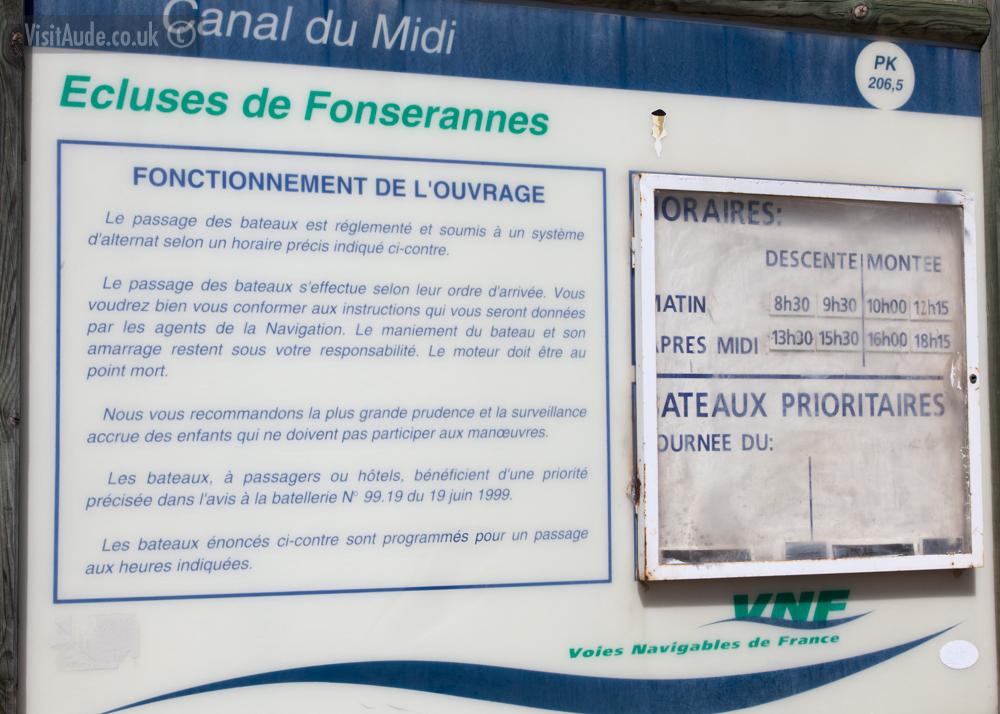 VisitAude.co.uk ©
Canal du Midi
PK
206,5
Ecluses de Fonserannes
FONCTIONNEMENT DE L'OUVRAGE
Le passage des bateaux est réglementé et soumis à un système
d'alternat selon un horaire précis indiqué ci-contre.
Le passage des bateaux s'effectue selon leur ordre d'arrivée. Vous
voudrez bien vous conformer aux instructions qui vous seront données
par les agents de la Navigation. Le maniement du bateau et son
amarrage restent sous votre responsabilité. Le moteur doit être au
point mort.
Nous vous recommandons la plus grande prudence et la surveillance
accrue des enfants qui ne doivent pas participer aux manœuvres.
Les bateaux, à passagers ou hôtels, bénéficient d'une priorité
précisée dans l'avis à la batellerie N° 99.19 du 19 juin 1999.
Les bateaux énoncés ci-contre sont programmés pour un passage
aux heures indiquées.
ORAIRES:
DESCENTE MONTEE
MATIN 8h30 9h30 10h00 12h15
APRES MIDI 13h30 15h30 16h00 18h15
ATEAUX PRIORITAIRES
OURNEE DU:
VNF
Voies Navigables de France